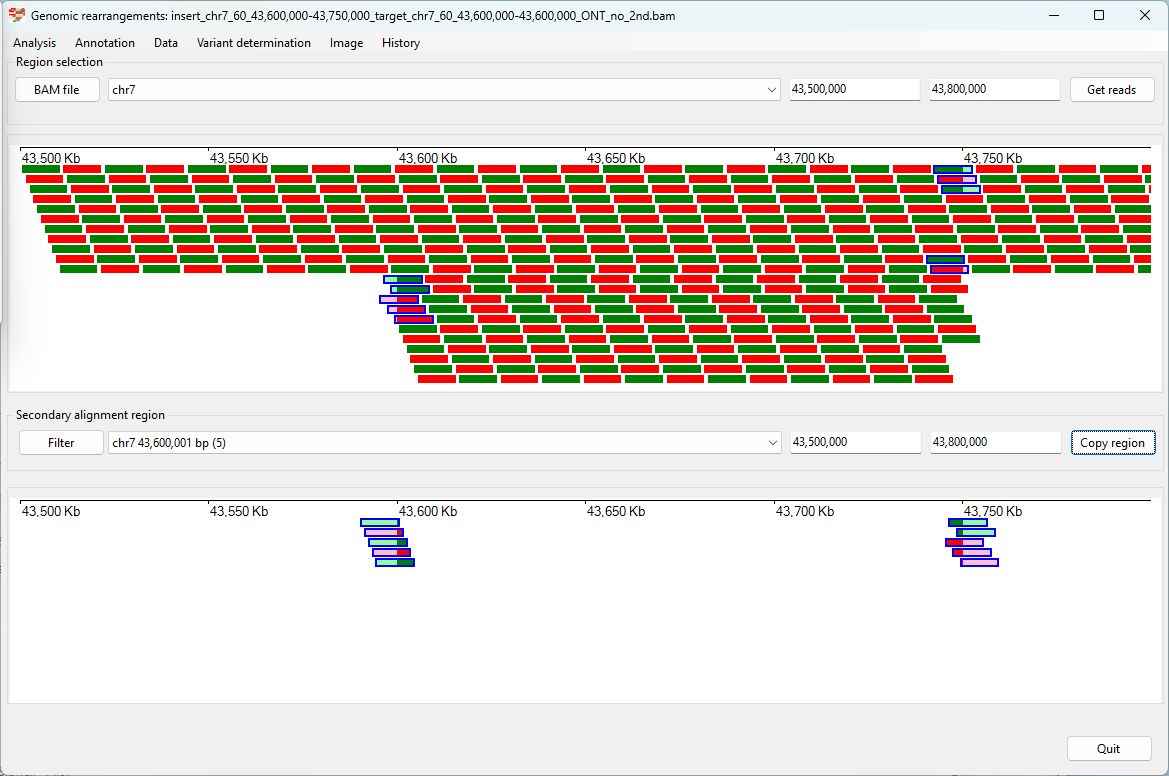 Genomic rearrangements: insert_chr7_60_43,600,000-43,750,000_target_chr7_60_43,600,000-43,600,000_ONT_no_2nd.bam
Analysis Annotation Data Variant determination Image History
Region selection
BAM file chr7 43,500,000 43,800,000 Get reads
43,500 Kb 43,550 Kb 43,600 Kb 43,650 Kb 43,700 Kb 43,750 Kb
Secondary alignment region
Filter chr7 43,600,001 bp (5) 43,500,000 43,800,000 Copy region
43,500 Kb 43,550 Kb 43,600 Kb 43,650 Kb 43,700 Kb 43,750 Kb
Quit